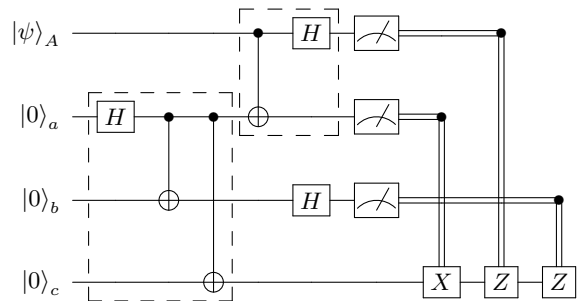 |ψ⟩_A H
|0⟩_a H
|0⟩_b H
|0⟩_c X Z Z